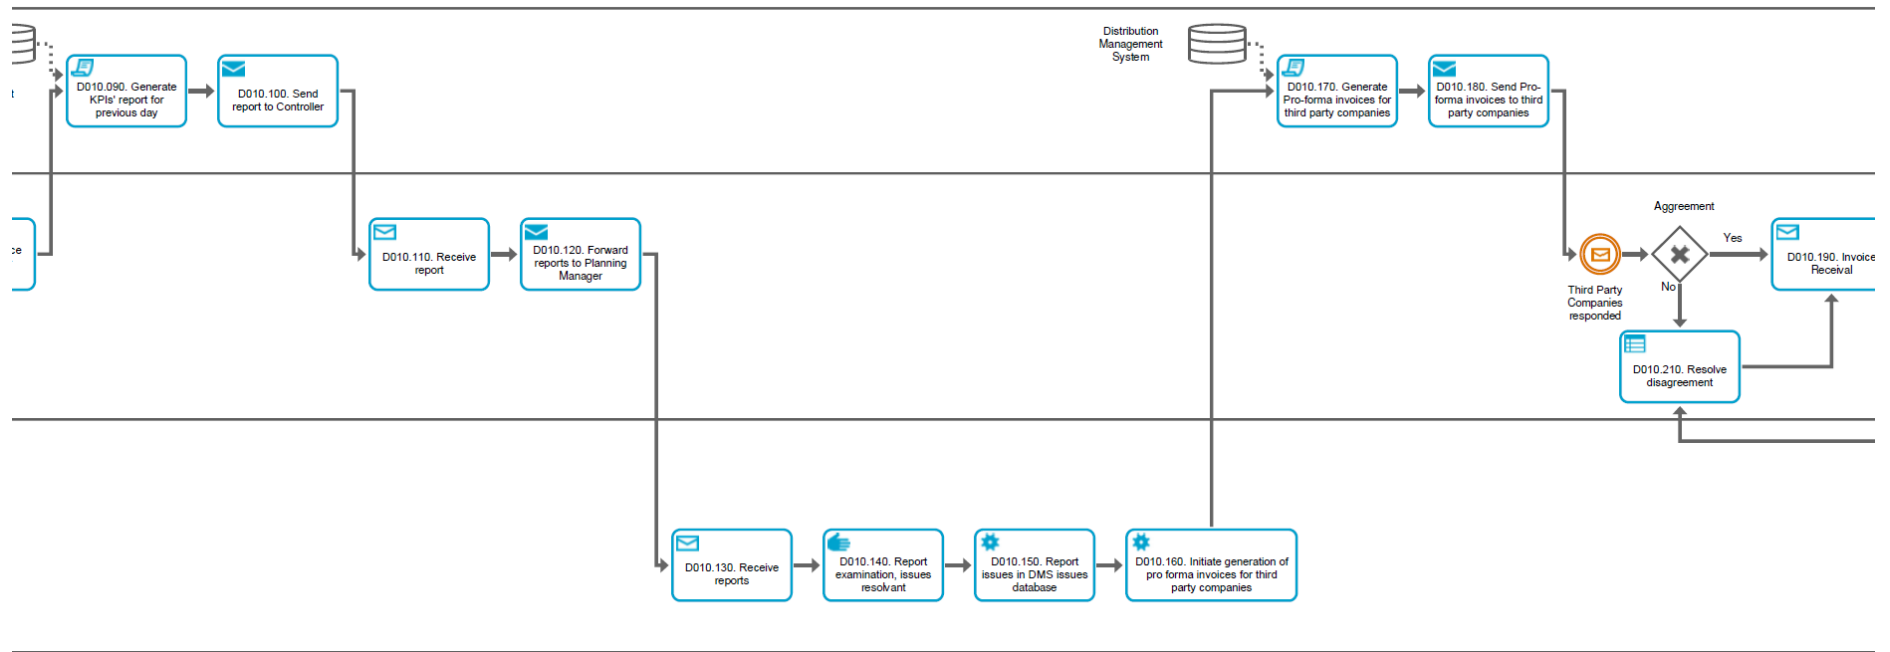 Distribution
Management
System
t
D010.090. Generate
KPIs' report for
previous day
D010.100. Send
report to Controller
D010.170. Generate
Pro-forma invoices for
third party companies
D010.180. Send Pro-
forma invoices to third
party companies
ce
D010.110. Receive
report
D010.120. Forward
reports to Planning
Manager
Third Party
Companies
responded
Aggreement
Yes
No
D010.190. Invoice
Receival
D010.210. Resolve
disagreement
D010.130. Receive
reports
D010.140. Report
examination, issues
resolvant
D010.150. Report
issues in DMS issues
database
D010.160. Initiate generation of
pro forma invoices for third
party companies